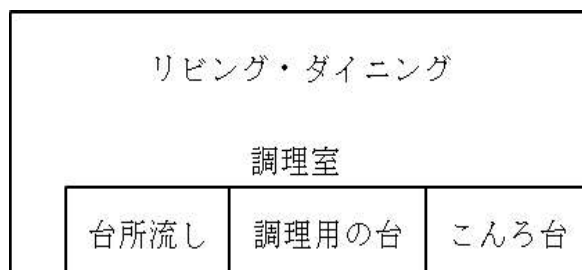 リビング・ダイニング
調理室
台所流し 調理用の台 こんろ台